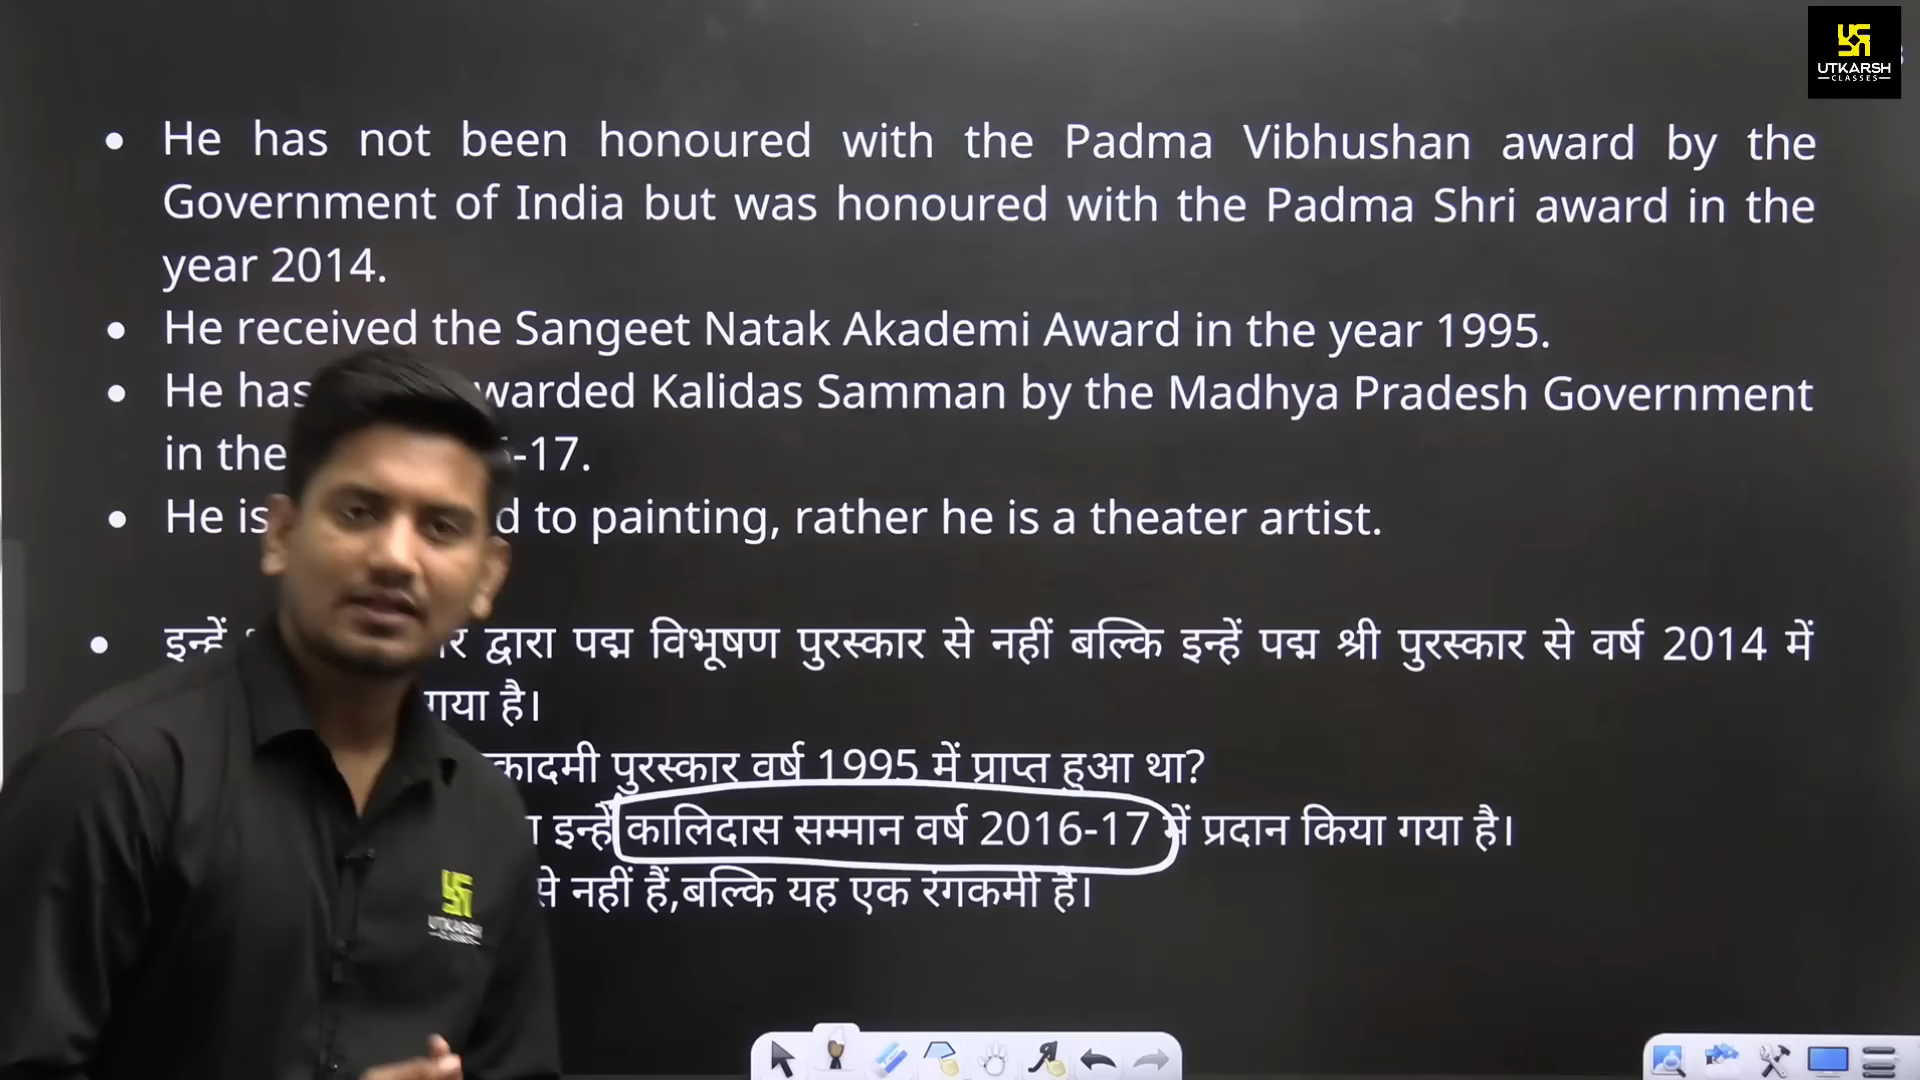 UTKARSH
CLASSES
• He has not been honoured with the Padma Vibhushan award by the
Government of India but was honoured with the Padma Shri award in the
year 2014.
• He received the Sangeet Natak Akademi Award in the year 1995.
• He has warded Kalidas Samman by the Madhya Pradesh Government
in the -17.
• He is d to painting, rather he is a theater artist.
• इन्हें र द्वारा पद्म विभूषण पुरस्कार से नहीं बल्कि इन्हें पद्म श्री पुरस्कार से वर्ष 2014 में
गया है।
कादमी पुरस्कार वर्ष 1995 में प्राप्त हुआ था?
इन्हें कालिदास सम्मान वर्ष 2016-17 में प्रदान किया गया है।
से नहीं हैं,बल्कि यह एक रंगकर्मी है।
UTKARSH
CLASSES